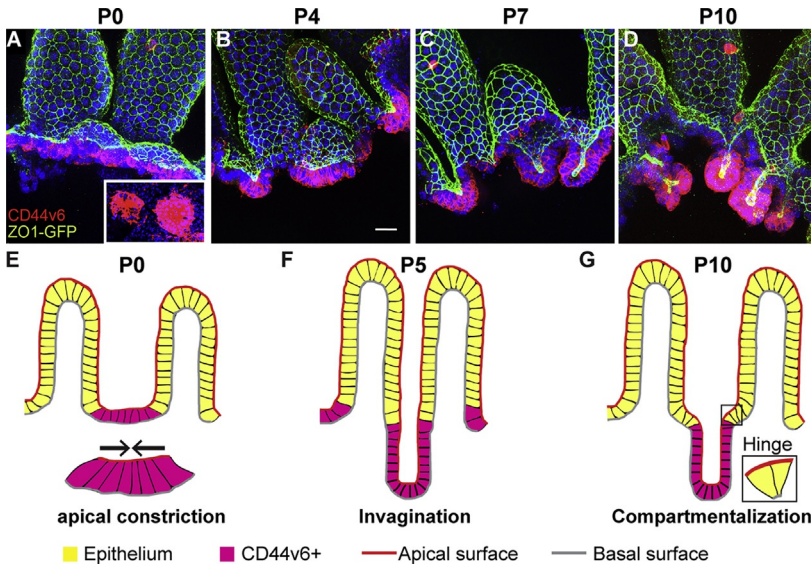 P0 P4 P7 P10
A B C D
CD44v6
ZO1-GFP
E P0 F P5 G P10
Hinge
apical constriction Invagination Compartmentalization
Epithelium CD44v6+ Apical surface Basal surface